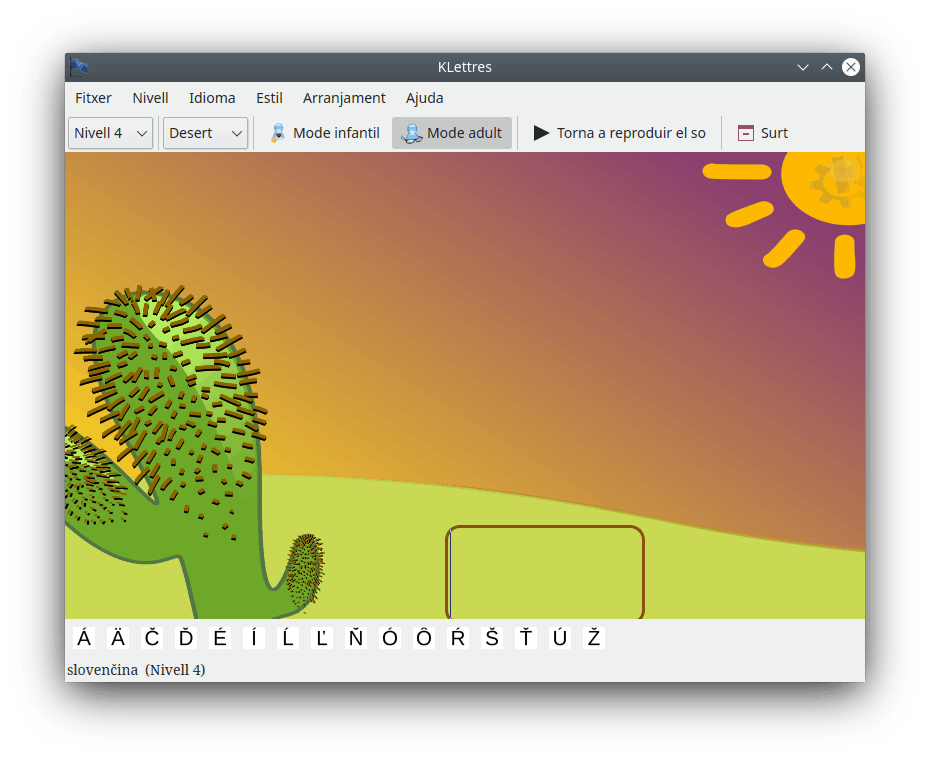 KLettres
Fitxer Nivell Idioma Estil Arranjament Ajuda
Nivell 4 Desert Mode infantil Mode adult Torna a reproduir el so Surt
Á Ä Č Ď É Í Ĺ Ľ Ň Ó Ô Ŕ Š Ť Ú Ž
slovenčina (Nivell 4)